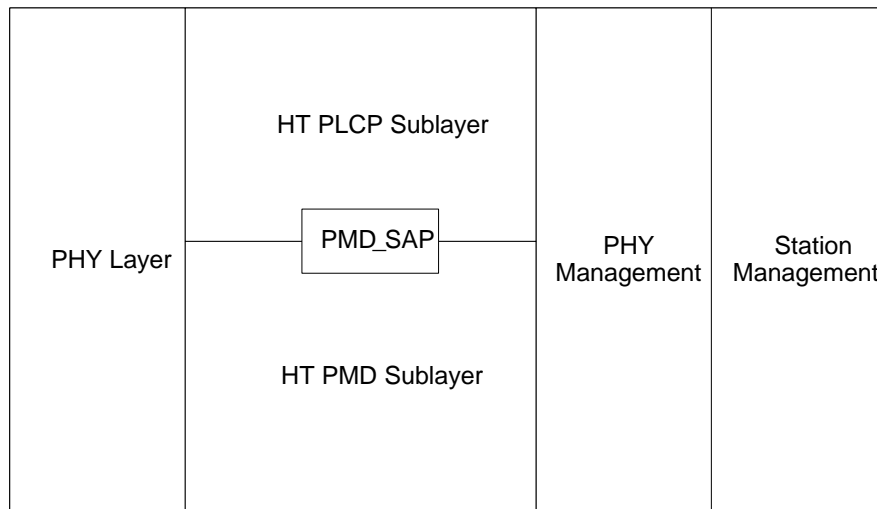 HT PLCP Sublayer
PMD_SAP
PHY Layer
PHY
Management
Station
Management
HT PMD Sublayer